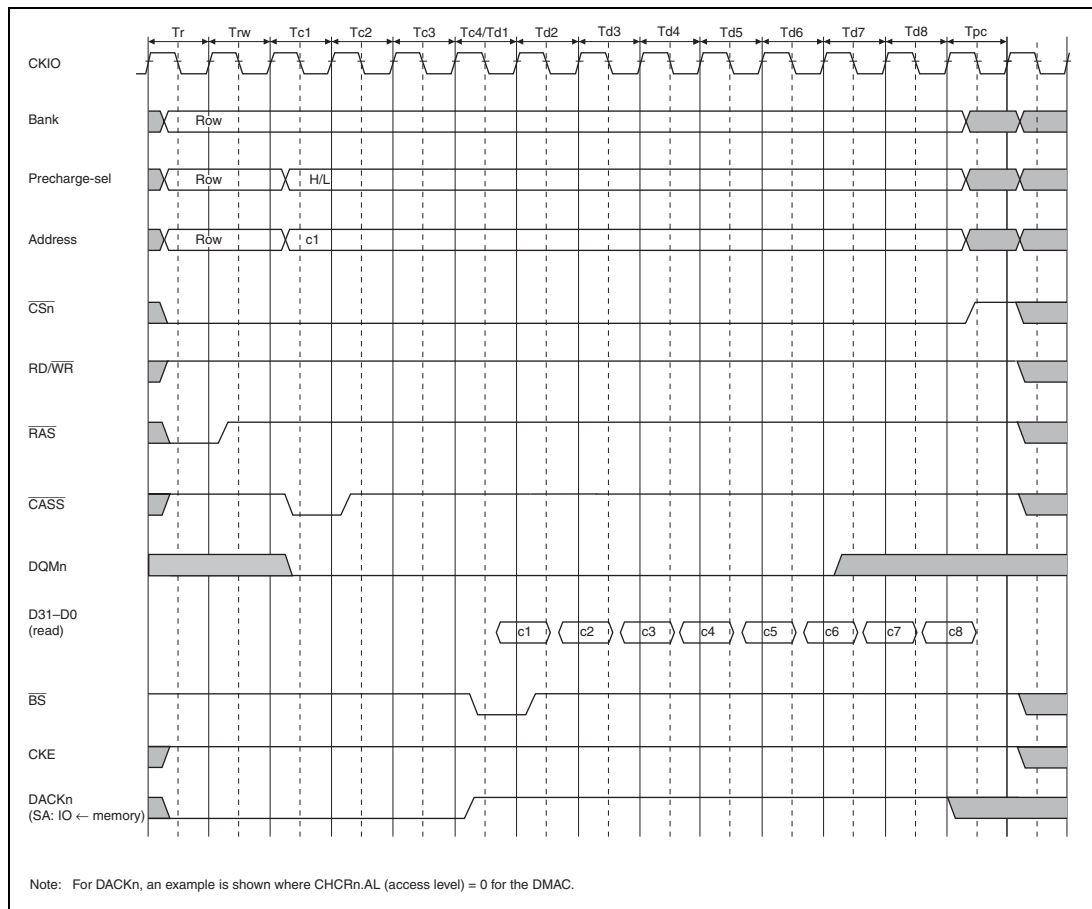 Tr Trw Tc1 Tc2 Tc3 Tc4/Td1 Td2 Td3 Td4 Td5 Td6 Td7 Td8 Tpc
CKIO
Bank Row
Precharge-sel Row H/L
Address Row c1
CSn
RD/WR
RAS
CASS
DQMn
D31–D0
(read)
c1 c2 c3 c4 c5 c6 c7 c8
BS
CKE
DACKn
(SA: IO ← memory)
Note: For DACKn, an example is shown where CHCRn.AL (access level) = 0 for the DMAC.